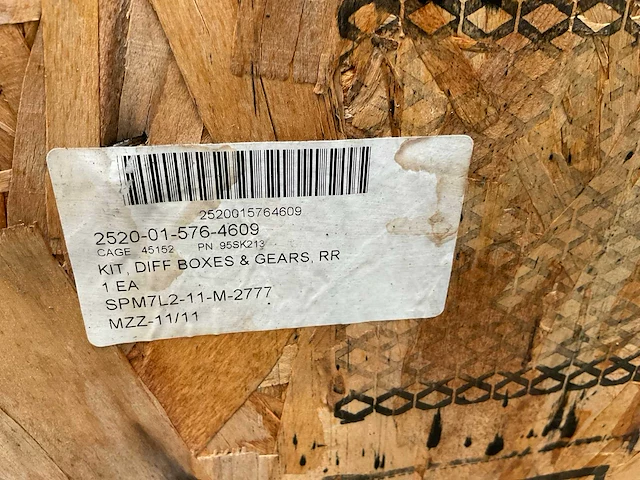 2520015764609
2520-01-576-4609
CAGE 45152 PN 95SK213
KIT, DIFF BOXES & GEARS, RR
1 EA
SPM7L2-11-M-2777
MZZ-11/11